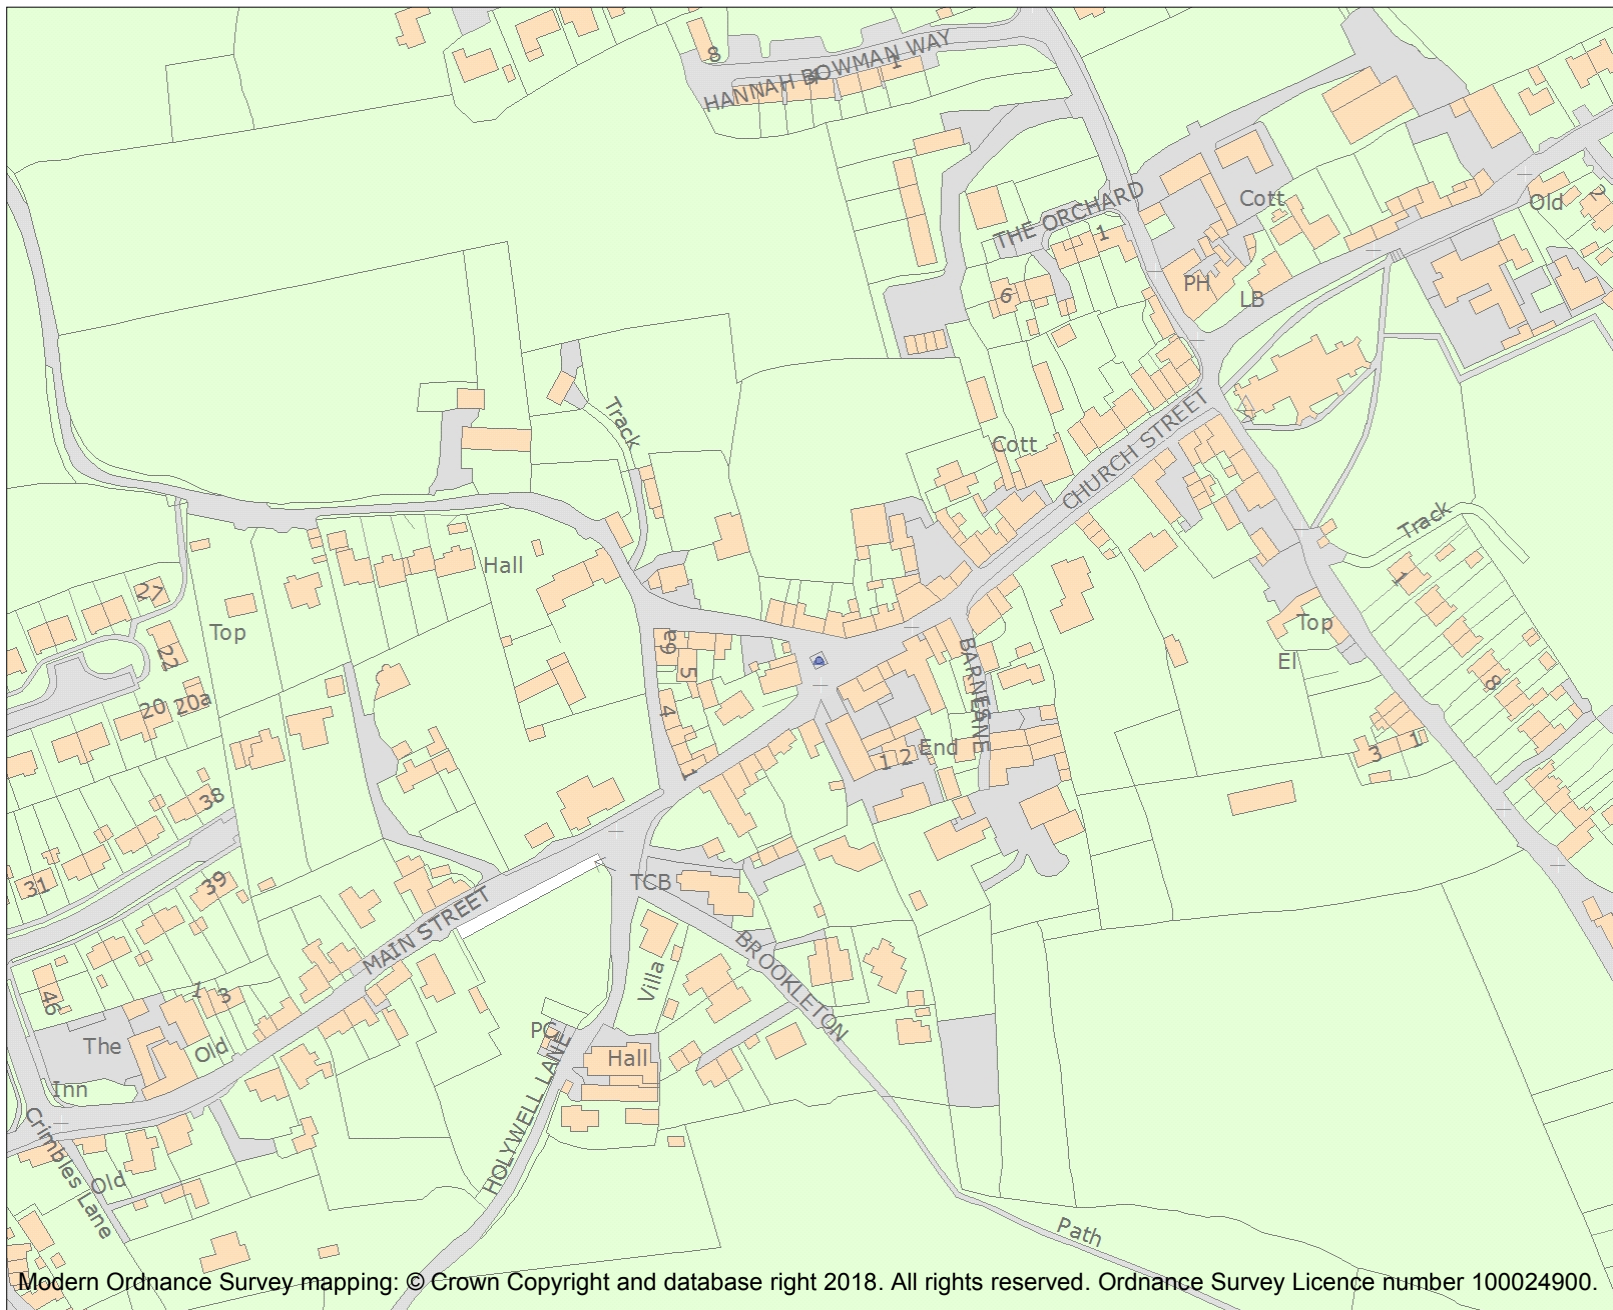 8
HANNAH BOWMAN WAY
1
THE ORCHARD
1
Cott
Old
2
6
PH
LB
Track
Cott
CHURCH STREET
Track
Hall
27
1
Top
22
6a
5
Top
El
20
20a
4
BARNES LANE
8
1
2
End
3
1
1
38
31
39
TCB
MAIN STREET
BROOKLETON
Villa
46
1
3
The
Old
PC
Hall
Inn
HOLYWELL LANE
Crimbles Lane
Old
Path
Modern Ordnance Survey mapping: © Crown Copyright and database right 2018. All rights reserved. Ordnance Survey Licence number 100024900.